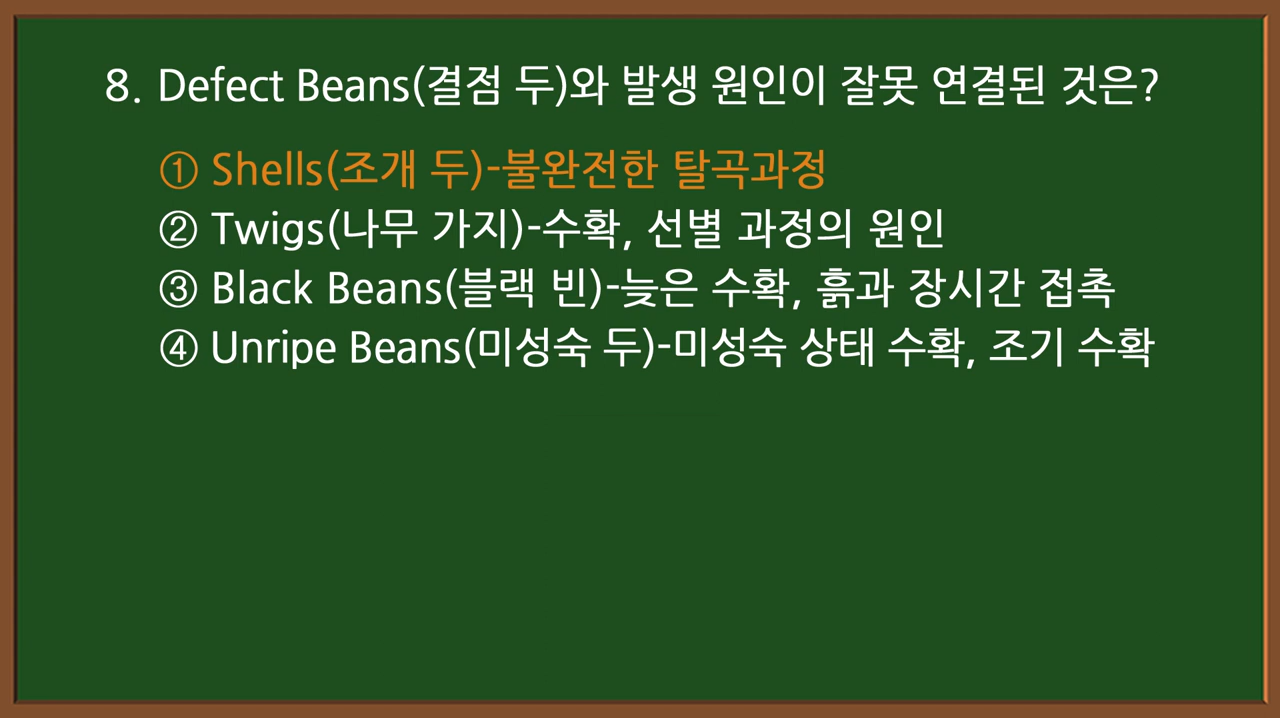 8. Defect Beans(결점 두)와 발생 원인이 잘못 연결된 것은?
① Shells(조개 두)-불완전한 탈곡과정
② Twigs(나무 가지)-수확, 선별 과정의 원인
③ Black Beans(블랙 빈)-늦은 수확, 흙과 장시간 접촉
④ Unripe Beans(미성숙 두)-미성숙 상태 수확, 조기 수확